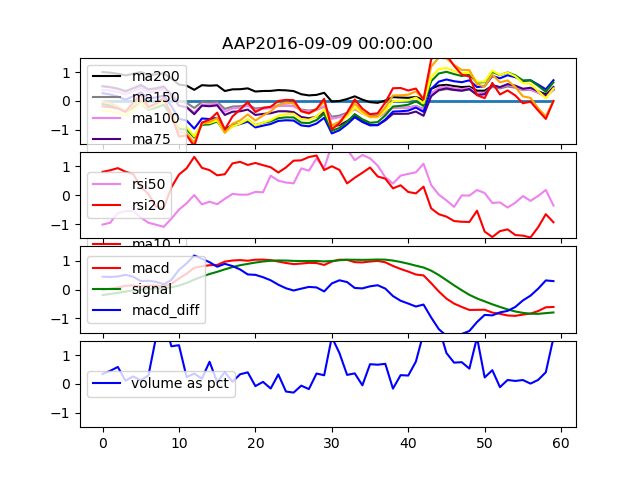 AAP2016-09-09 00:00:00
1
0
−1
ma200
ma150
ma100
ma75
1
0
−1
rsi50
rsi20
ma10
1
0
−1
macd
signal
macd_diff
1
0
−1
volume as pct
0 10 20 30 40 50 60